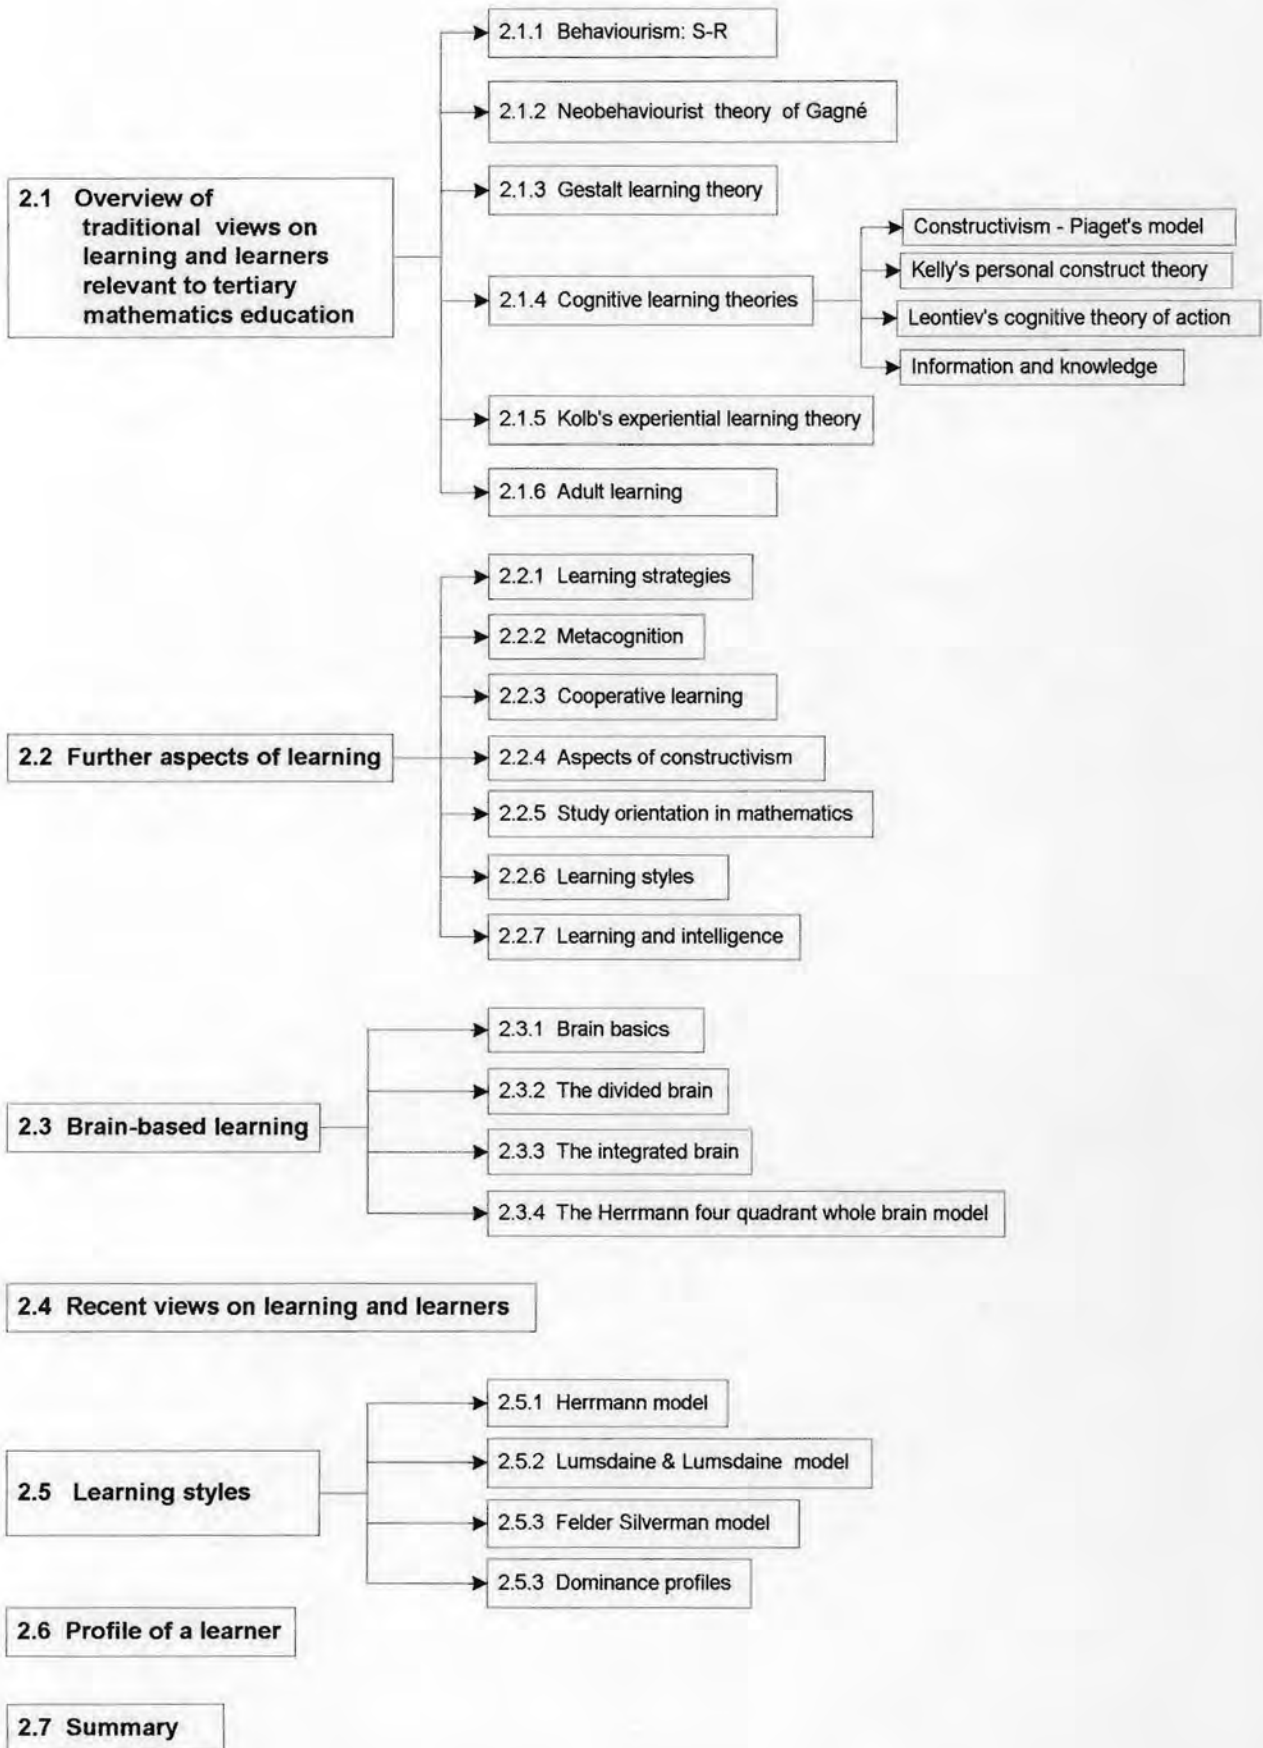 2.1 Overview of
traditional views on
learning and learners
relevant to tertiary
mathematics education
2.1.1 Behaviourism: S-R
2.1.2 Neobehaviourist theory of Gagné
2.1.3 Gestalt learning theory
2.1.4 Cognitive learning theories
Constructivism - Piaget's model
Kelly's personal construct theory
Leontiev's cognitive theory of action
Information and knowledge
2.1.5 Kolb's experiential learning theory
2.1.6 Adult learning
2.2 Further aspects of learning
2.2.1 Learning strategies
2.2.2 Metacognition
2.2.3 Cooperative learning
2.2.4 Aspects of constructivism
2.2.5 Study orientation in mathematics
2.2.6 Learning styles
2.2.7 Learning and intelligence
2.3 Brain-based learning
2.3.1 Brain basics
2.3.2 The divided brain
2.3.3 The integrated brain
2.3.4 The Herrmann four quadrant whole brain model
2.4 Recent views on learning and learners
2.5 Learning styles
2.5.1 Herrmann model
2.5.2 Lumsdaine & Lumsdaine model
2.5.3 Felder Silverman model
2.5.3 Dominance profiles
2.6 Profile of a learner
2.7 Summary